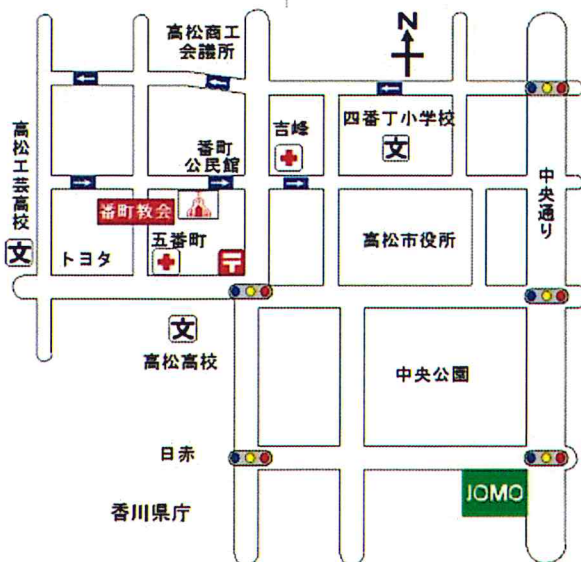 高松商工
会議所
N
高松工芸高校
番町
公民館
吉峰
四番丁小学校
文
中央通り
番町教会
文
トヨタ
五番町
〒
高松市役所
文
高松高校
中央公園
日赤
香川県庁
JOMO